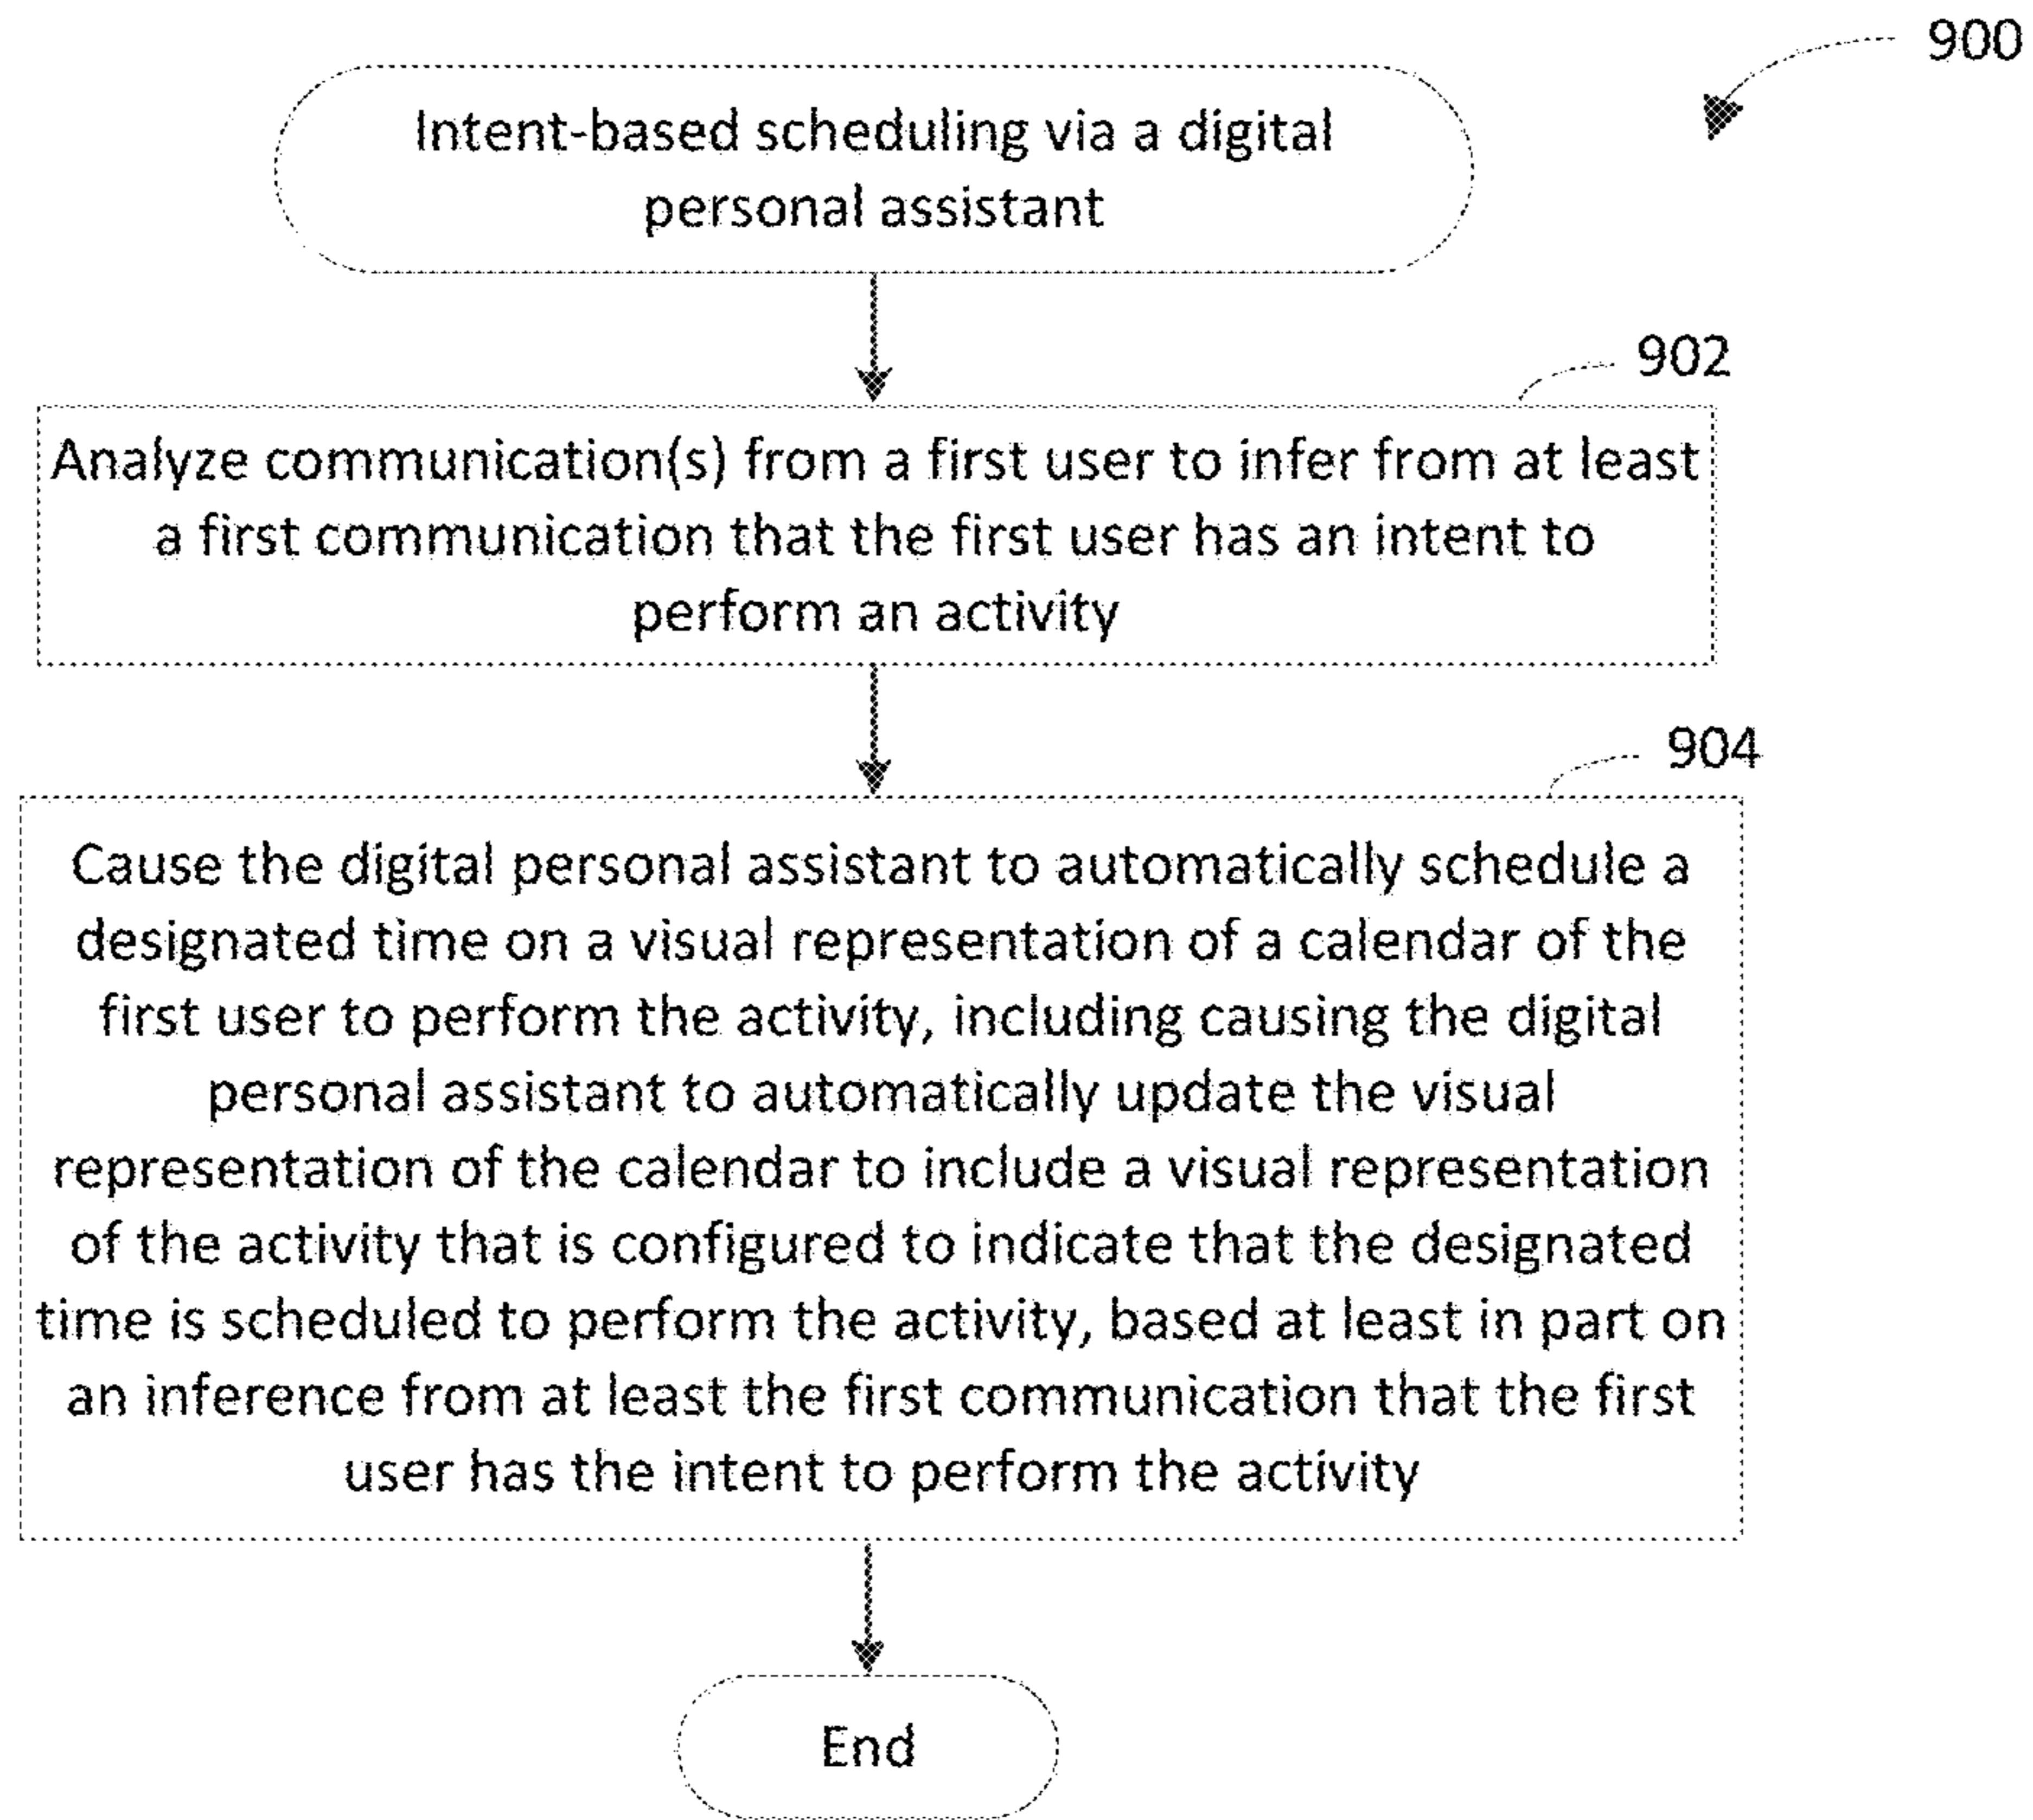 900
Intent-based scheduling via a digital
personal assistant
902
Analyze communication(s) from a first user to infer from at least
a first communication that the first user has an intent to
perform an activity
904
Cause the digital personal assistant to automatically schedule a
designated time on a visual representation of a calendar of the
first user to perform the activity, including causing the digital
personal assistant to automatically update the visual
representation of the calendar to include a visual representation
of the activity that is configured to indicate that the designated
time is scheduled to perform the activity, based at least in part on
an inference from at least the first communication that the first
user has the intent to perform the activity
End